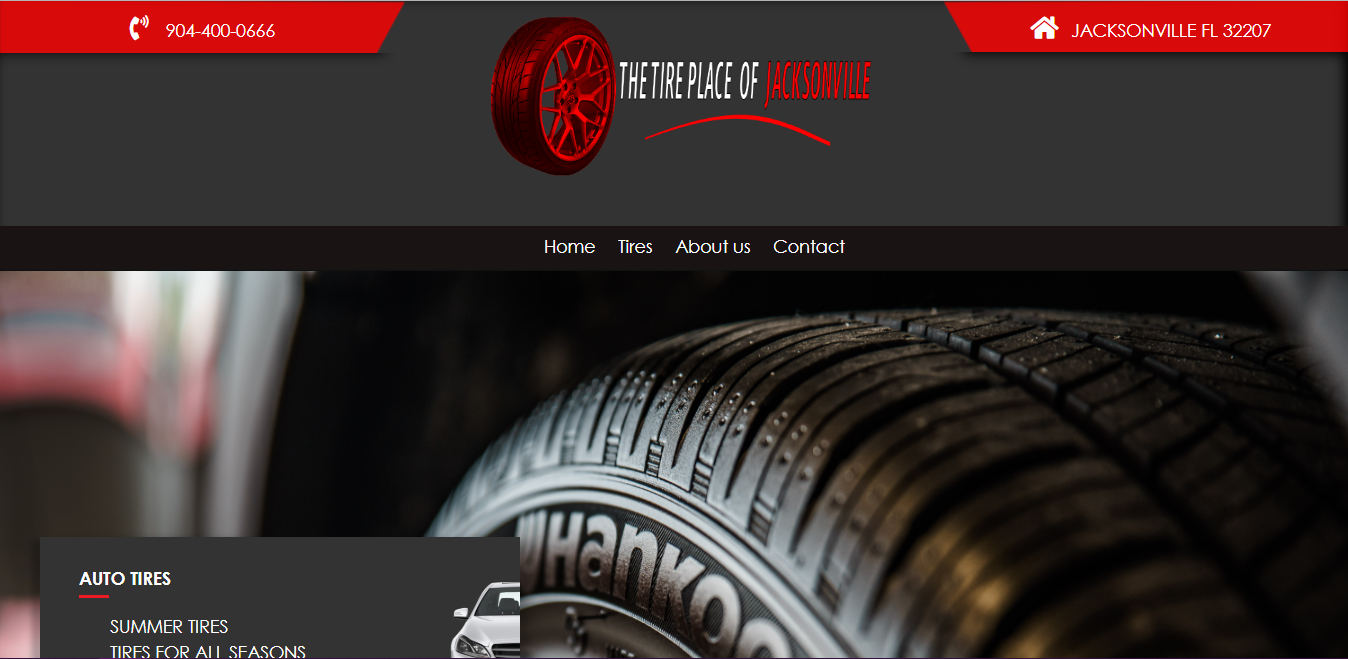 904-400-0666
JACKSONVILLE FL 32207
THE TIRE PLACE OF JACKSONVILLE
Home Tires About us Contact
Hankoo
AUTO TIRES
SUMMER TIRES
TIRES FOR ALL SEASONS